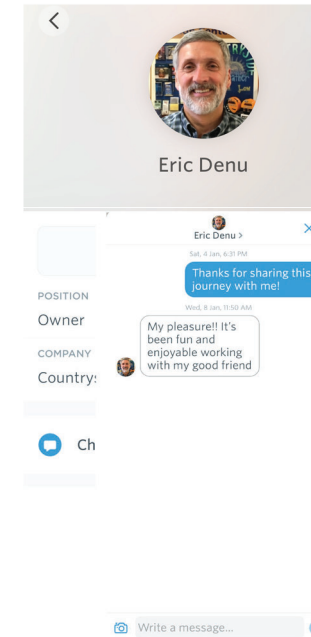 Eric Denu
POSITION
Owner
COMPANY
Countrys
Ch
Eric Denu >
Sat, 4 Jan, 6:31 PM
Thanks for sharing this
journey with me!
Wed, 8 Jan, 11:50 AM
My pleasure!! It's
been fun and
enjoyable working
with my good friend
Write a message...